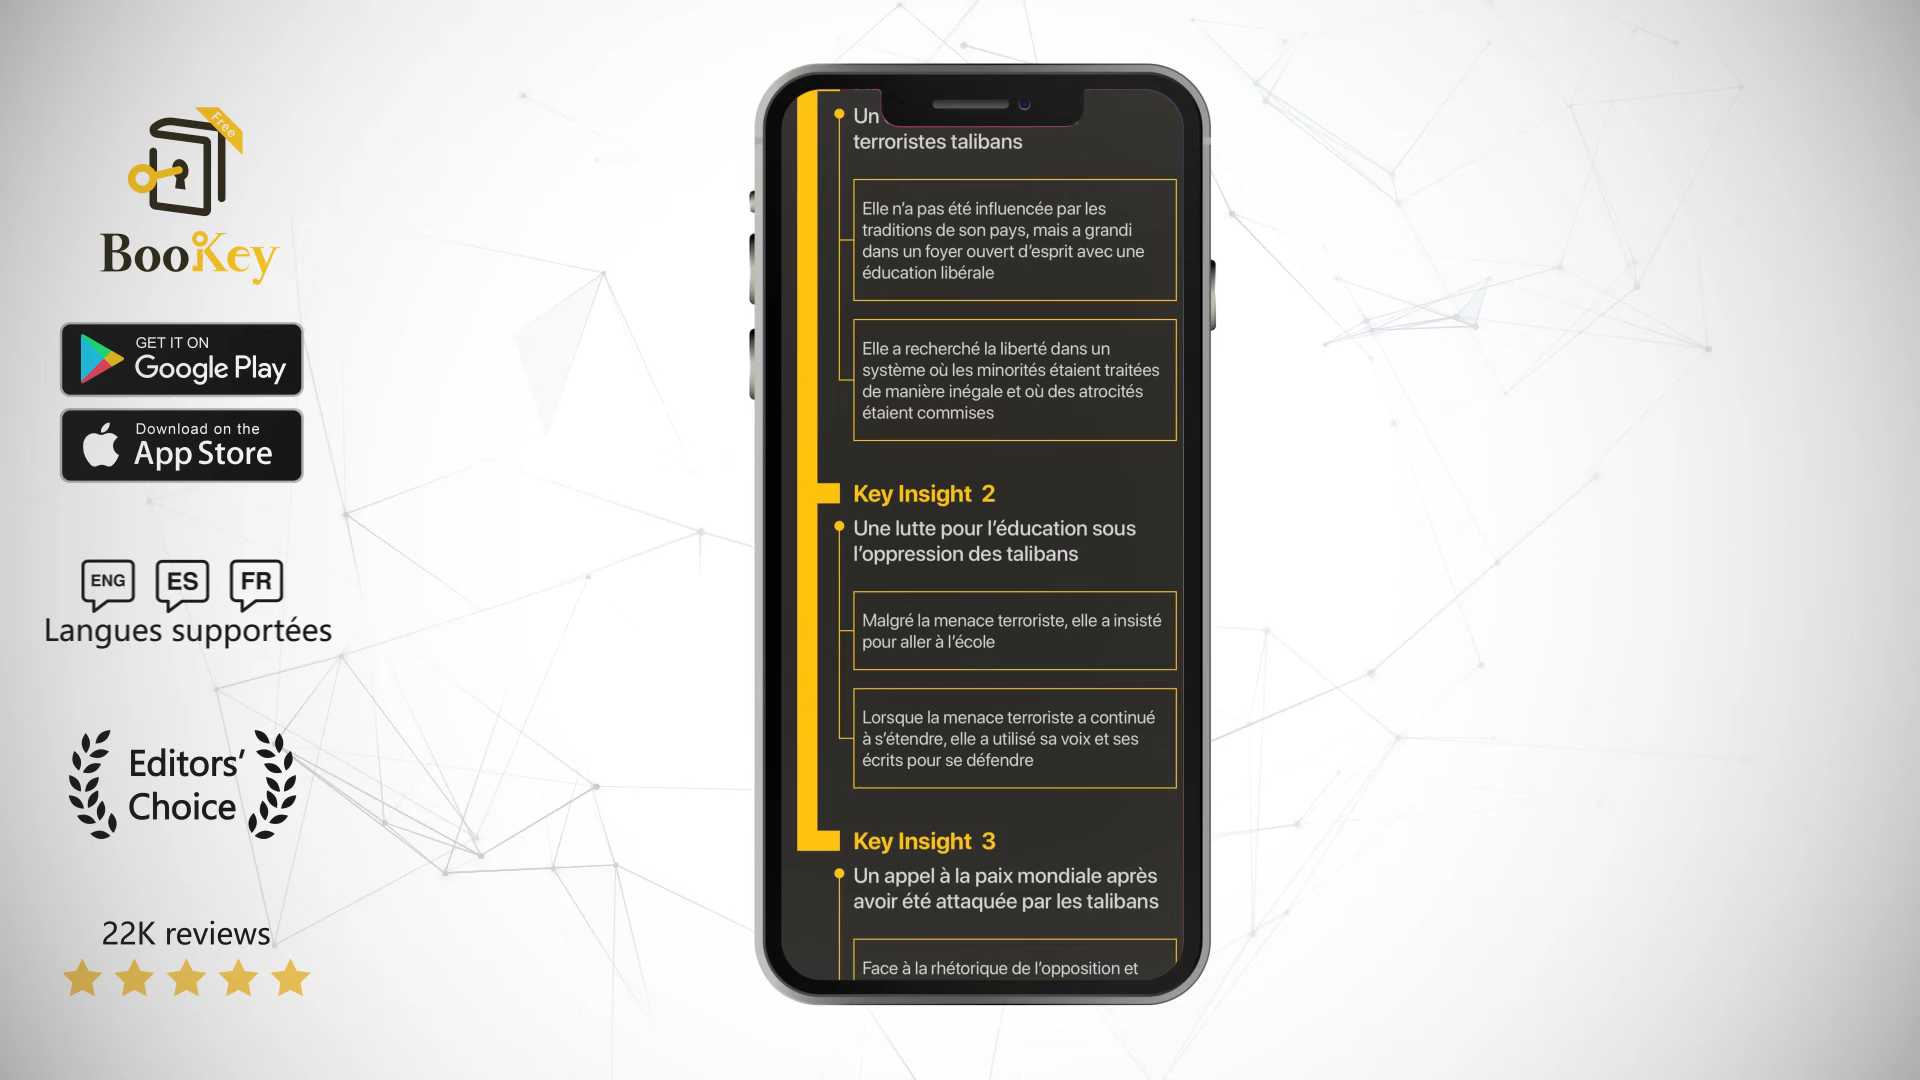 Free
BooKey
GET IT ON
Google Play
Download on the
App Store
ENG
ES
FR
Langues supportées
Editors'
Choice
22K reviews
Un
terroristes talibans
Elle n'a pas été influencée par les
traditions de son pays, mais a grandi
dans un foyer ouvert d'esprit avec une
éducation libérale
Elle a recherché la liberté dans un
système où les minorités étaient traitées
de manière inégale et où des atrocités
étaient commises
Key Insight 2
Une lutte pour l'éducation sous
l'oppression des talibans
Malgré la menace terroriste, elle a insisté
pour aller à l'école
Lorsque la menace terroriste a continué
à s'étendre, elle a utilisé sa voix et ses
écrits pour se défendre
Key Insight 3
Un appel à la paix mondiale après
avoir été attaquée par les talibans
Face à la rhétorique de l'opposition et